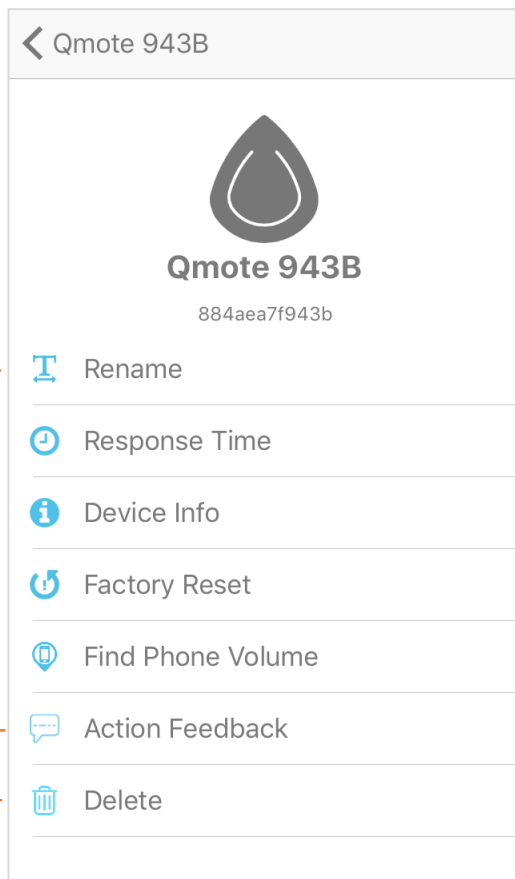 Qmote 943B
Qmote 943B
884aea7f943b
Rename
Response Time
Device Info
Factory Reset
Find Phone Volume
Action Feedback
Delete